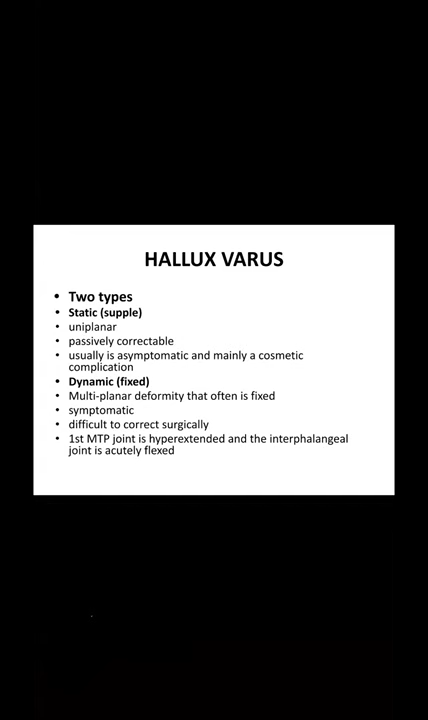 HALLUX VARUS
• Two types
• Static (supple)
• uniplanar
• passively correctable
• usually is asymptomatic and mainly a cosmetic
complication
• Dynamic (fixed)
• Multi-planar deformity that often is fixed
• symptomatic
• difficult to correct surgically
• 1st MTP joint is hyperextended and the interphalangeal
joint is acutely flexed